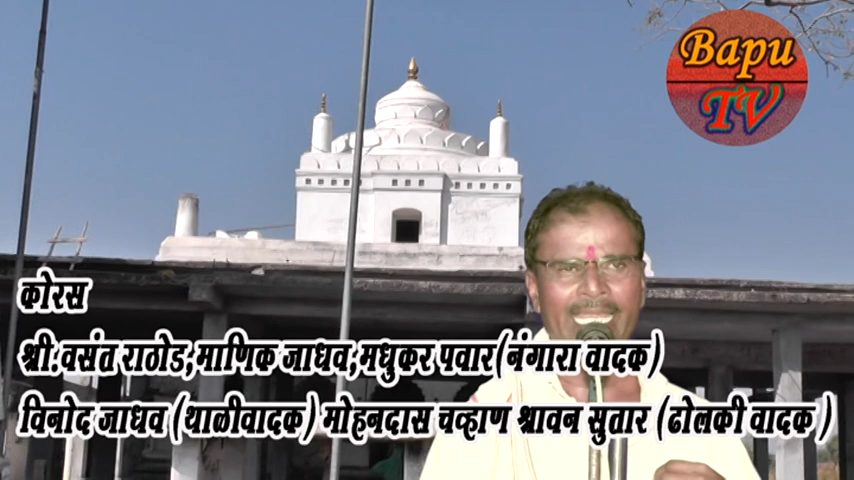 Bapu
TV
कोरस
श्री.वसंत राठोड,माणिक जाधव,मधुकर पवार(नंगारा वादक)
विनोद जाधव (थाळीवादक) मोहनदास चव्हाण श्रावन सुतार (ढोलकी वादक )